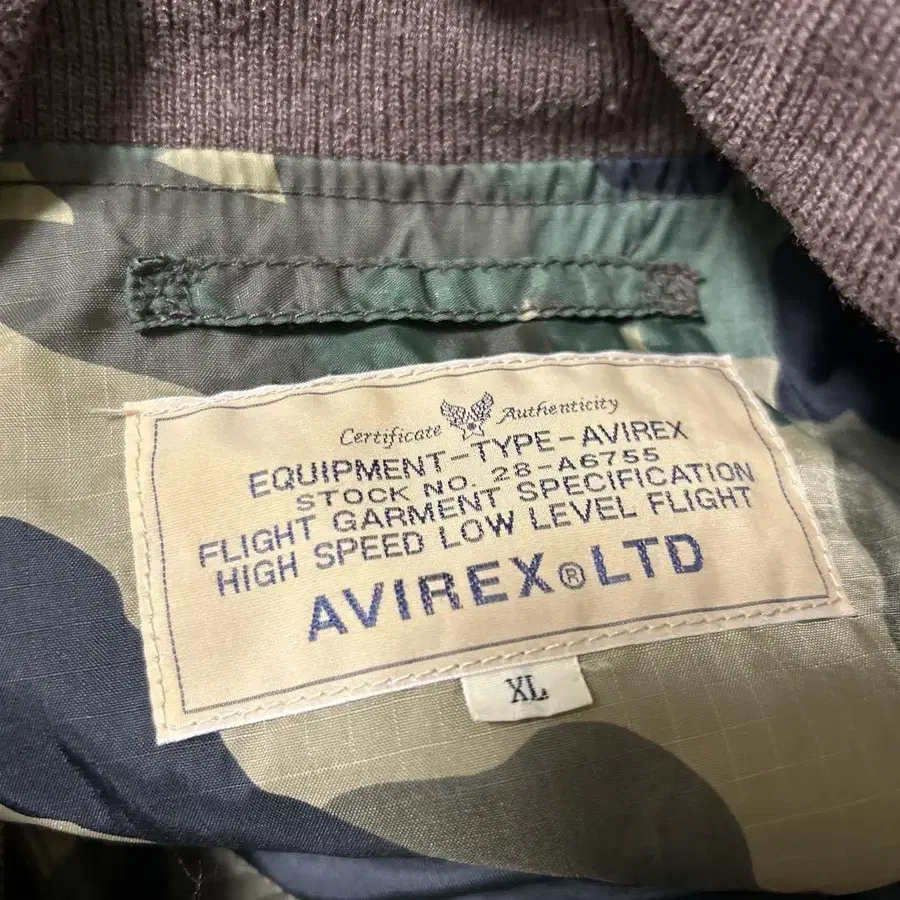 Certificate Authenticity
EQUIPMENT-TYPE-AVIREX
STOCK NO. 28-A6755
FLIGHT GARMENT SPECIFICATION
HIGH SPEED LOW LEVEL FLIGHT
AVIREX® LTD
XL